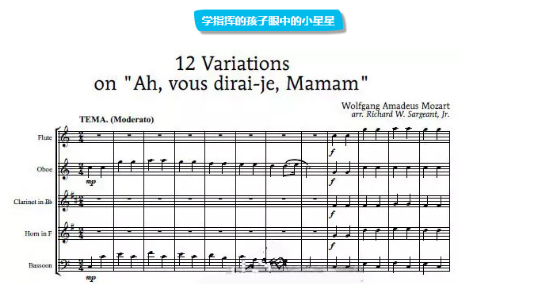 学指挥的孩子眼中的小星星
12 Variations
on "Ah, vous dirai-je, Mamam"
Wolfgang Amadeus Mozart
arr. Richard W. Sargeant, Jr.
TEMA. (Moderato)
Flute
f
Oboe
mp
f
Clarinet in Bb
f
Horn in F
f
Bassoon
mp